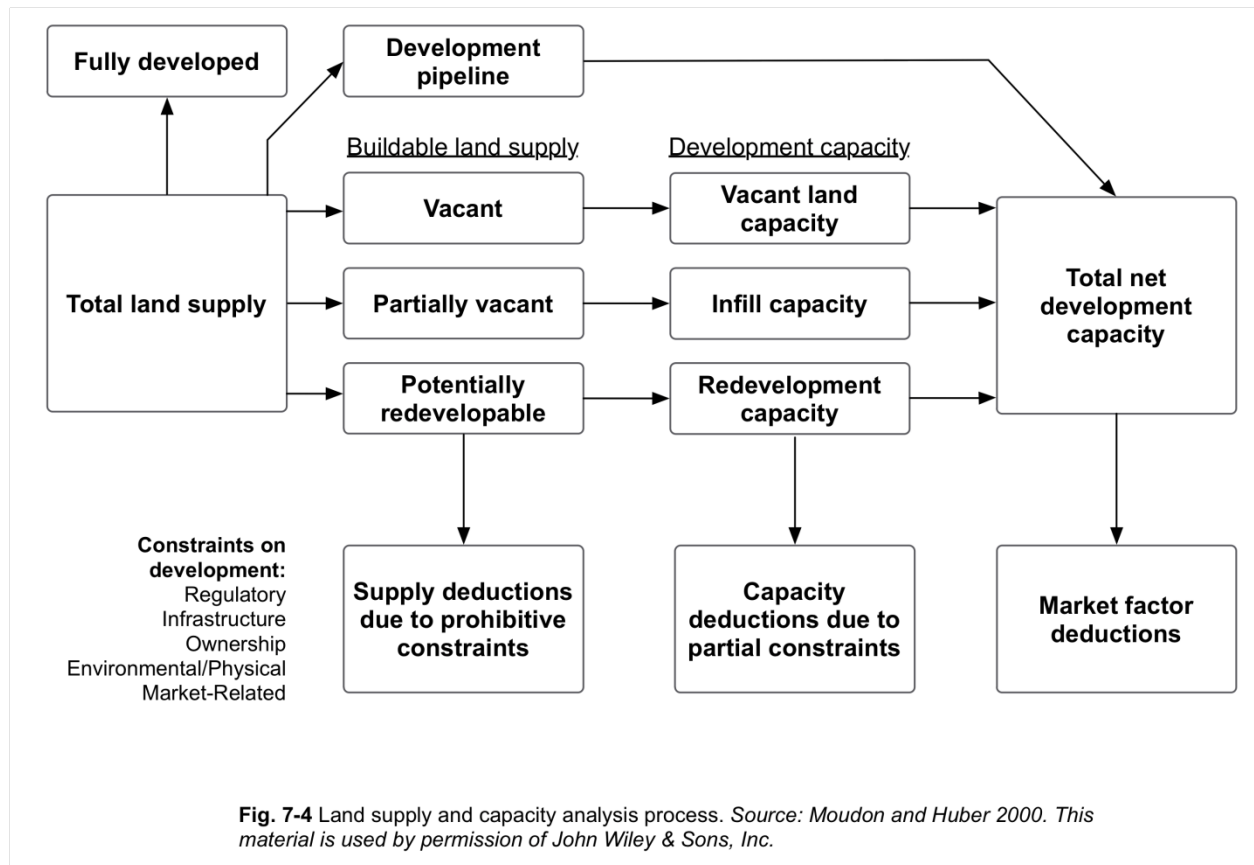 Fully developed
Development
pipeline
Buildable land supply
Development capacity
Total land supply
Vacant
Vacant land
capacity
Partially vacant
Infill capacity
Potentially
redevelopable
Redevelopment
capacity
Total net
development
capacity
Constraints on
development:
Regulatory
Infrastructure
Ownership
Environmental/Physical
Market-Related
Supply deductions
due to prohibitive
constraints
Capacity
deductions due to
partial constraints
Market factor
deductions
Fig. 7-4 Land supply and capacity analysis process. Source: Moudon and Huber 2000. This
material is used by permission of John Wiley & Sons, Inc.